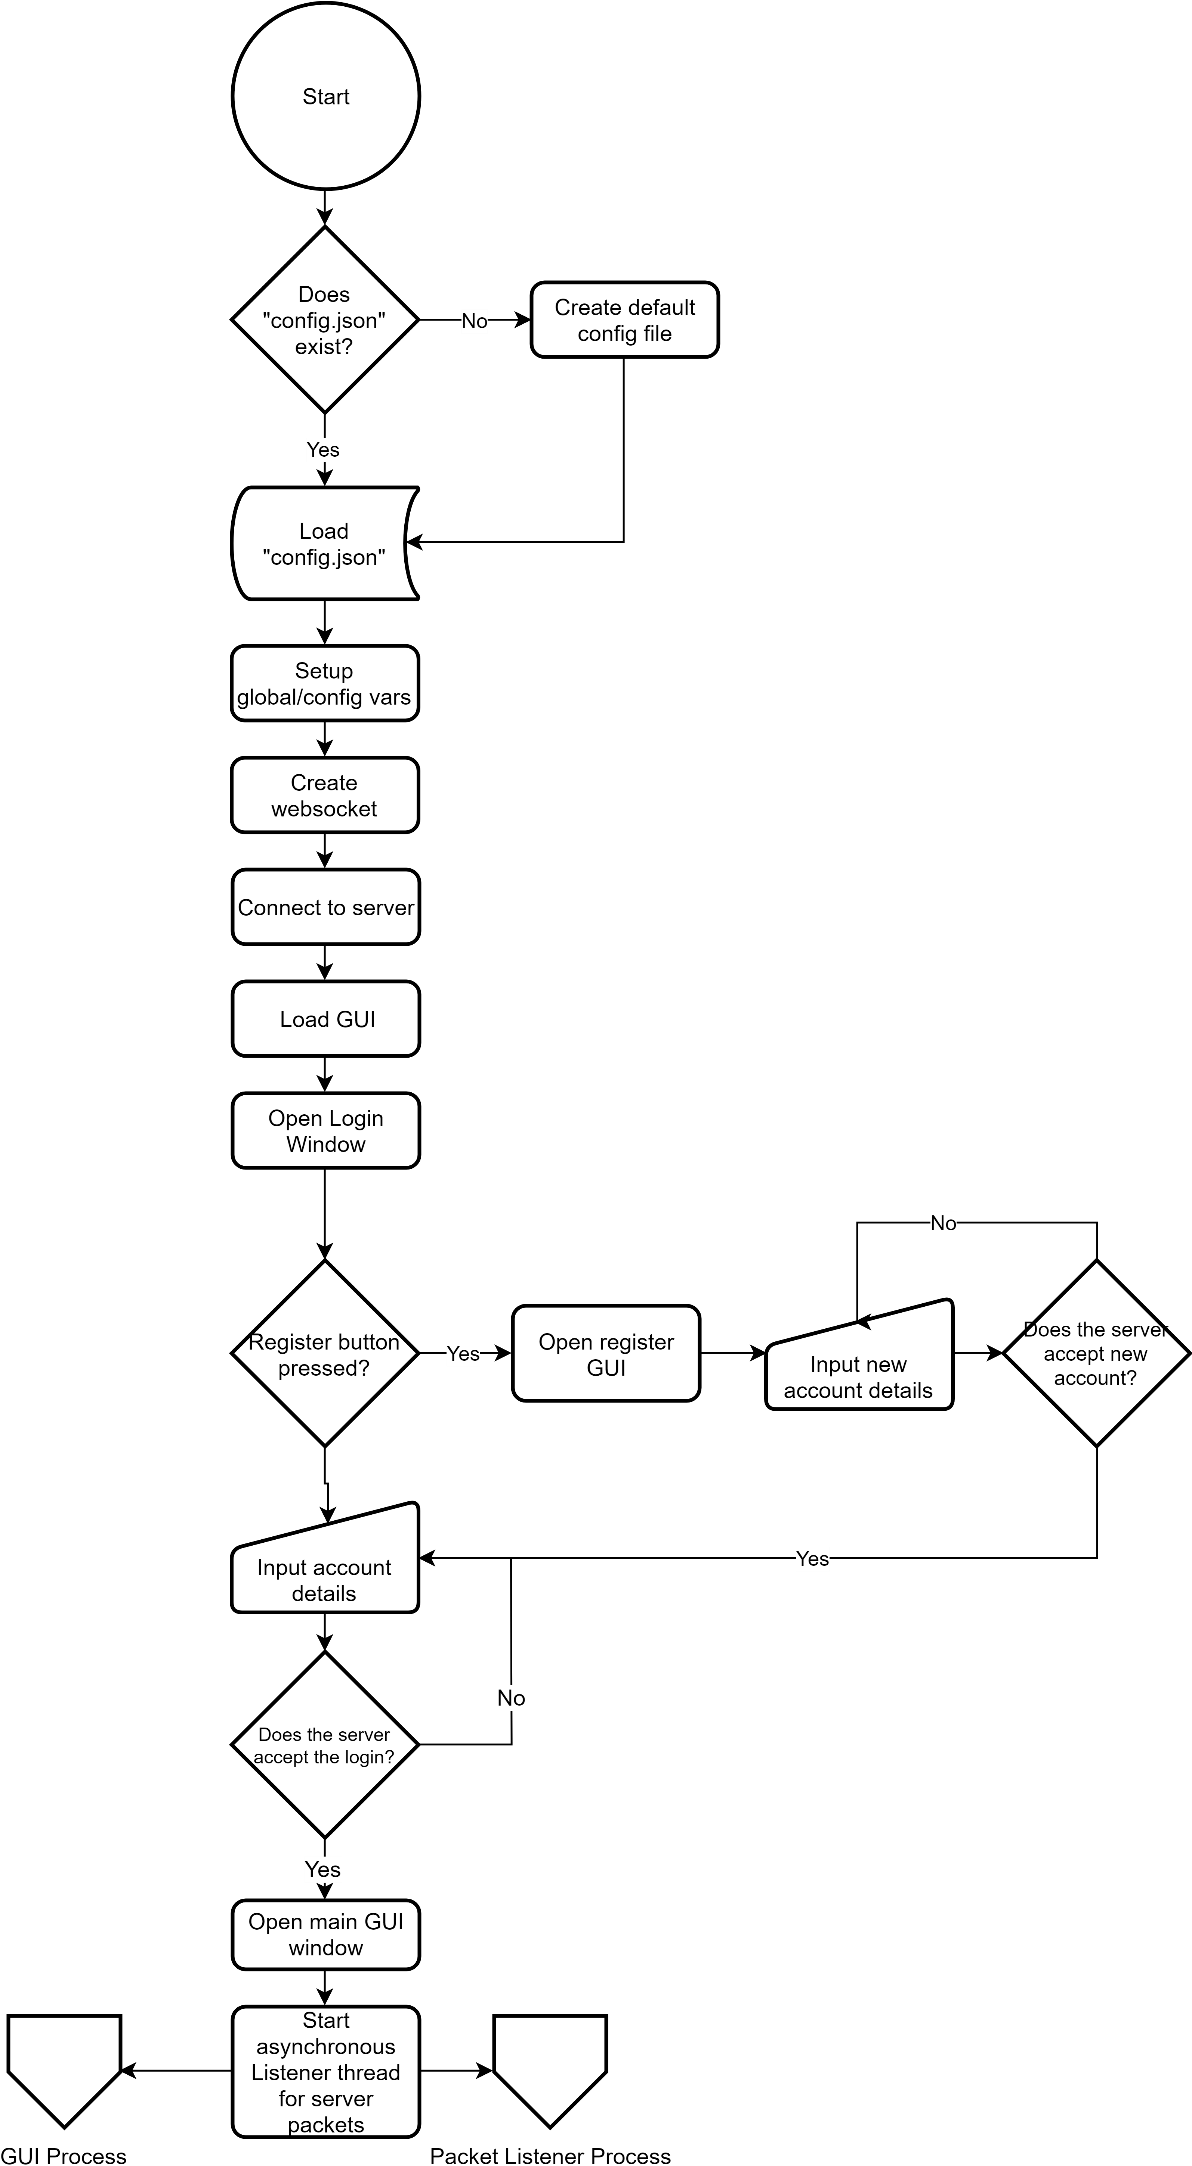 Start
Does
"config.json"
exist?
No
Create default
config file
Yes
Load
"config.json"
Setup
global/config vars
Create
websocket
Connect to server
Load GUI
Open Login
Window
No
Register button
pressed?
Yes
Open register
GUI
Input new
account details
Does the server
accept new
account?
Yes
Input account
details
No
Does the server
accept the login?
Yes
Open main GUI
window
Start
asynchronous
Listener thread
for server
packets
GUI Process
Packet Listener Process